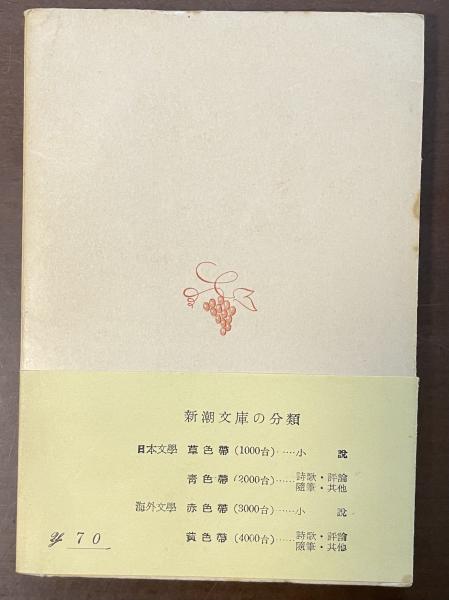 新潮文庫の分類
日本文學 草色帶(1000台)……小說
靑色帶(2000台)……詩歌・評論
隨筆・其他
海外文學 赤色帶(3000台)……小說
黃色帶(4000台)……詩歌・評論
隨筆・其他
¥70